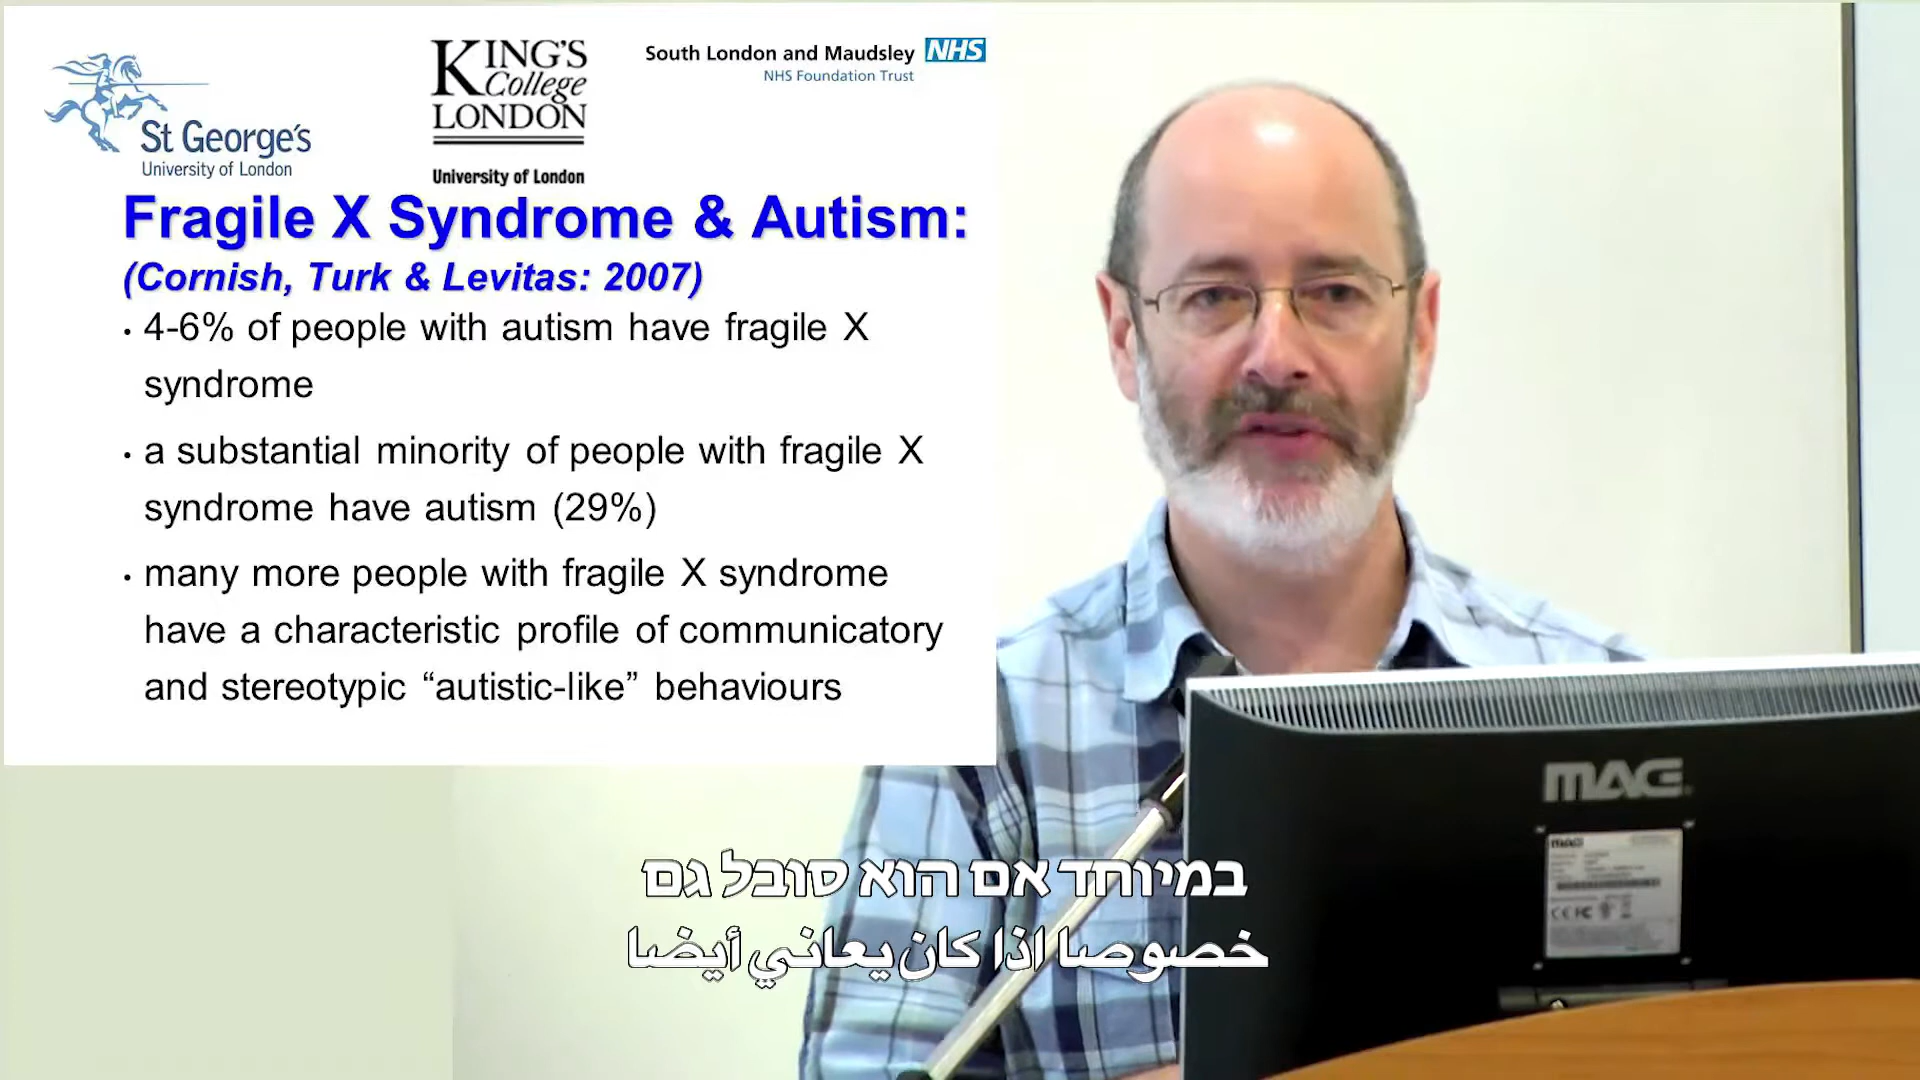 St George's
University of London
KING'S
College
LONDON
University of London
South London and Maudsley NHS
NHS Foundation Trust
Fragile X Syndrome & Autism:
(Cornish, Turk & Levitas: 2007)
• 4-6% of people with autism have fragile X
syndrome
• a substantial minority of people with fragile X
syndrome have autism (29%)
• many more people with fragile X syndrome
have a characteristic profile of communicatory
and stereotypic “autistic-like” behaviours
MAG
במיוחד אם הוא סובל גם
خصوصا اذا كان يعاني أيضا